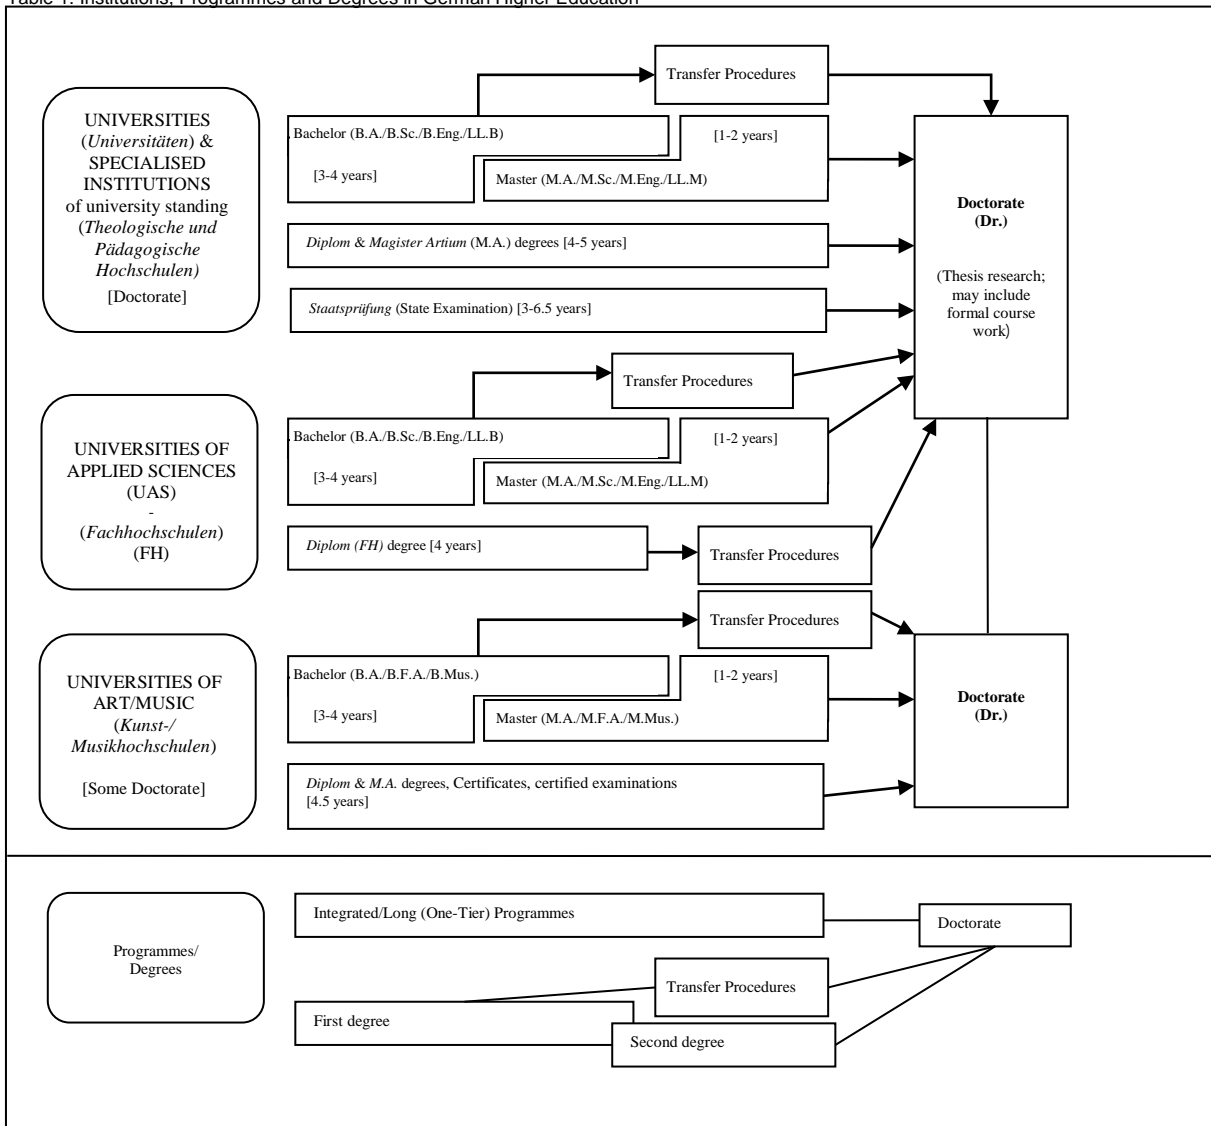 Table 1: Institutions, Programmes and Degrees in German Higher Education
Transfer Procedures
UNIVERSITIES
(Universitäten) &
SPECIALISED
INSTITUTIONS
of university standing
(Theologische und
Pädagogische
Hochschulen)
[Doctorate]
Bachelor (B.A./B.Sc./B.Eng./LL.B)
[3-4 years]
[1-2 years]
Master (M.A./M.Sc./M.Eng./LL.M)
Diplom & Magister Artium (M.A.) degrees [4-5 years]
Staatsprüfung (State Examination) [3-6.5 years]
Doctorate
(Dr.)
(Thesis research;
may include
formal course
work)
UNIVERSITIES OF
APPLIED SCIENCES
(UAS)
-
(Fachhochschulen)
(FH)
Transfer Procedures
Bachelor (B.A./B.Sc./B.Eng./LL.B)
[3-4 years]
[1-2 years]
Master (M.A./M.Sc./M.Eng./LL.M)
Diplom (FH) degree [4 years]
Transfer Procedures
UNIVERSITIES OF
ART/MUSIC
(Kunst-/
Musikhochschulen)
[Some Doctorate]
Transfer Procedures
Bachelor (B.A./B.F.A./B.Mus.)
[3-4 years]
[1-2 years]
Master (M.A./M.F.A./M.Mus.)
Diplom & M.A. degrees, Certificates, certified examinations
[4.5 years]
Doctorate
(Dr.)
Programmes/
Degrees
Integrated/Long (One-Tier) Programmes
Doctorate
Transfer Procedures
First degree
Second degree